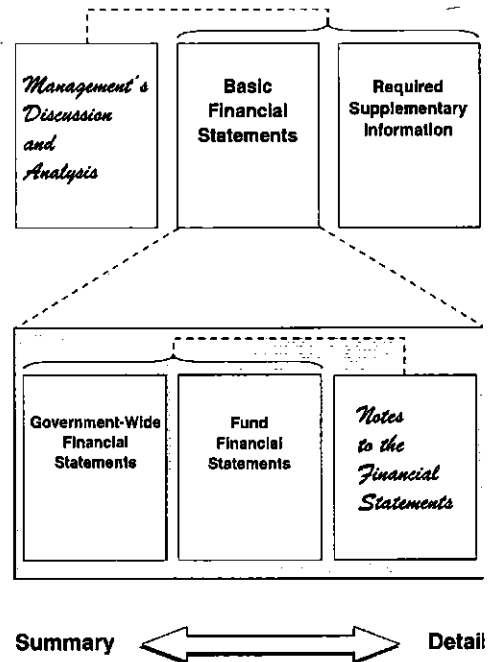 Management's
Discussion
and
Analysis
Basic
Financial
Statements
Required
Supplementary
Information
Government-Wide
Financial
Statements
Fund
Financial
Statements
Notes
to the
Financial
Statements
Summary
Detail